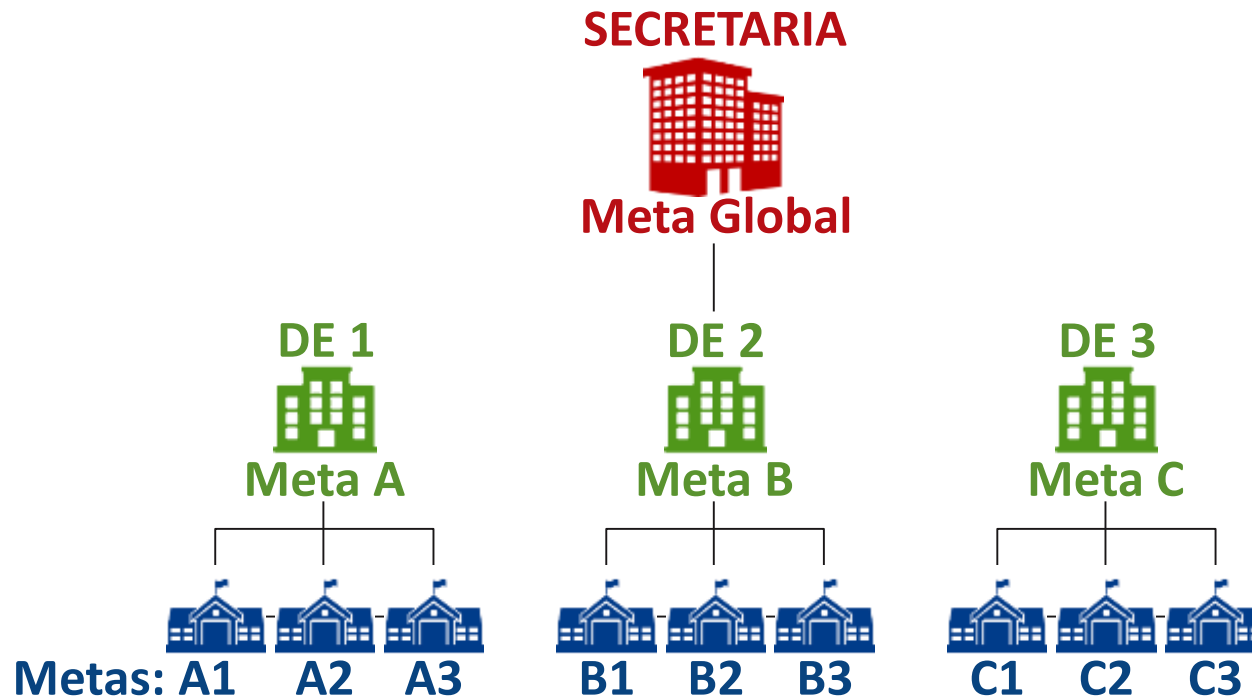 SECRETARIA
Meta Global
DE 1 DE 2 DE 3
Meta A Meta B Meta C
Metas: A1 A2 A3 B1 B2 B3 C1 C2 C3